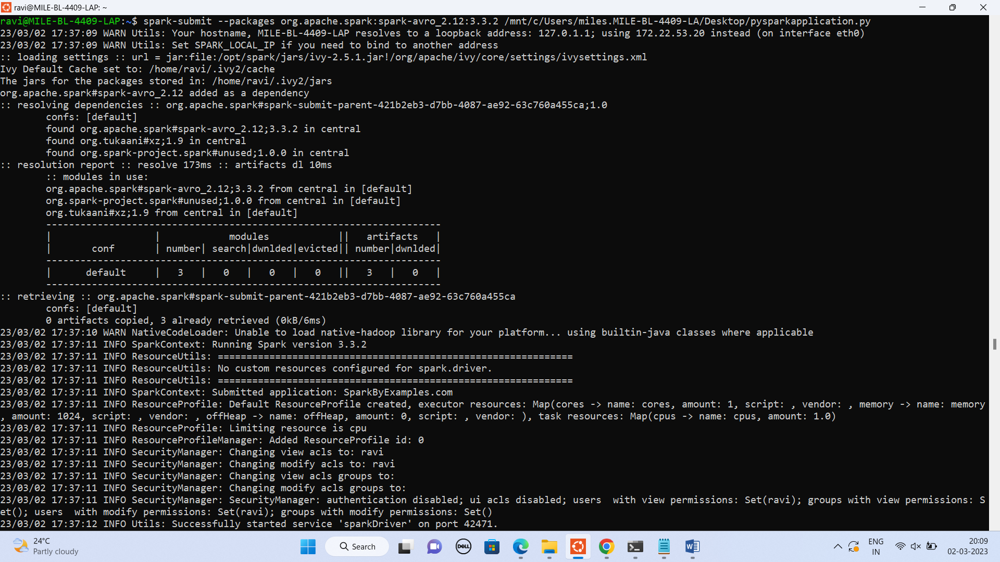 ravi@MILE-BL-4409-LAP: ~
ravi@MILE-BL-4409-LAP:~$ spark-submit --packages org.apache.spark:spark-avro_2.12:3.3.2 /mnt/c/Users/miles.MILE-BL-4409-LA/Desktop/pysparkapplication.py
23/03/02 17:37:09 WARN Utils: Your hostname, MILE-BL-4409-LAP resolves to a loopback address: 127.0.1.1; using 172.22.53.20 instead (on interface eth0)
23/03/02 17:37:09 WARN Utils: Set SPARK_LOCAL_IP if you need to bind to another address
:: loading settings :: url = jar:file:/opt/spark/jars/ivy-2.5.1.jar!/org/apache/ivy/core/settings/ivysettings.xml
Ivy Default Cache set to: /home/ravi/.ivy2/cache
The jars for the packages stored in: /home/ravi/.ivy2/jars
org.apache.spark#spark-avro_2.12 added as a dependency
:: resolving dependencies :: org.apache.spark#spark-submit-parent-421b2eb3-d7bb-4087-ae92-63c760a455ca;1.0
        confs: [default]
        found org.apache.spark#spark-avro_2.12;3.3.2 in central
        found org.tukaani#xz;1.9 in central
        found org.spark-project.spark#unused;1.0.0 in central
:: resolution report :: resolve 173ms :: artifacts dl 10ms
        :: modules in use:
        org.apache.spark#spark-avro_2.12;3.3.2 from central in [default]
        org.spark-project.spark#unused;1.0.0 from central in [default]
        org.tukaani#xz;1.9 from central in [default]
        ---------------------------------------------------------------------
        |                  |            modules            ||   artifacts   |
        |       conf       | number| search|dwnlded|evicted|| number|dwnlded|
        ---------------------------------------------------------------------
        |      default     |   3   |   0   |   0   |   0   ||   3   |   0   |
        ---------------------------------------------------------------------
:: retrieving :: org.apache.spark#spark-submit-parent-421b2eb3-d7bb-4087-ae92-63c760a455ca
        confs: [default]
        0 artifacts copied, 3 already retrieved (0kB/6ms)
23/03/02 17:37:10 WARN NativeCodeLoader: Unable to load native-hadoop library for your platform... using builtin-java classes where applicable
23/03/02 17:37:11 INFO SparkContext: Running Spark version 3.3.2
23/03/02 17:37:11 INFO ResourceUtils: ==============================================================
23/03/02 17:37:11 INFO ResourceUtils: No custom resources configured for spark.driver.
23/03/02 17:37:11 INFO ResourceUtils: ==============================================================
23/03/02 17:37:11 INFO SparkContext: Submitted application: SparkByExamples.com
23/03/02 17:37:11 INFO ResourceProfile: Default ResourceProfile created, executor resources: Map(cores -> name: cores, amount: 1, script: , vendor: , memory -> name: memory
, amount: 1024, script: , vendor: , offHeap -> name: offHeap, amount: 0, script: , vendor: ), task resources: Map(cpus -> name: cpus, amount: 1.0)
23/03/02 17:37:11 INFO ResourceProfile: Limiting resource is cpu
23/03/02 17:37:11 INFO ResourceProfileManager: Added ResourceProfile id: 0
23/03/02 17:37:11 INFO SecurityManager: Changing view acls to: ravi
23/03/02 17:37:11 INFO SecurityManager: Changing modify acls to: ravi
23/03/02 17:37:11 INFO SecurityManager: Changing view acls groups to:
23/03/02 17:37:11 INFO SecurityManager: Changing modify acls groups to:
23/03/02 17:37:11 INFO SecurityManager: SecurityManager: authentication disabled; ui acls disabled; users  with view permissions: Set(ravi); groups with view permissions: S
et(); users  with modify permissions: Set(ravi); groups with modify permissions: Set()
23/03/02 17:37:12 INFO Utils: Successfully started service 'sparkDriver' on port 42471.
24°C
Partly cloudy
Search
DELL
W
ENG
IN
20:09
02-03-2023